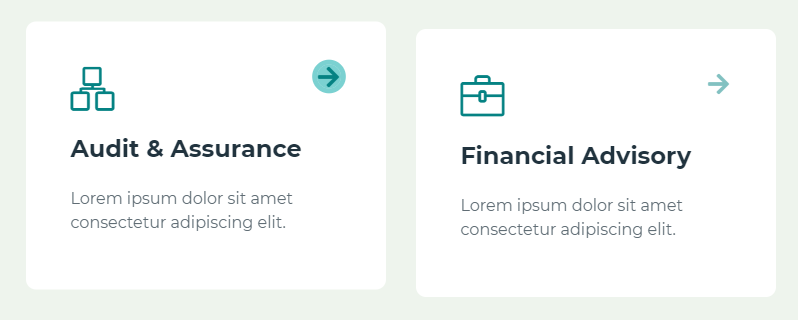 Audit & Assurance
Lorem ipsum dolor sit amet
consectetur adipiscing elit.
Financial Advisory
Lorem ipsum dolor sit amet
consectetur adipiscing elit.